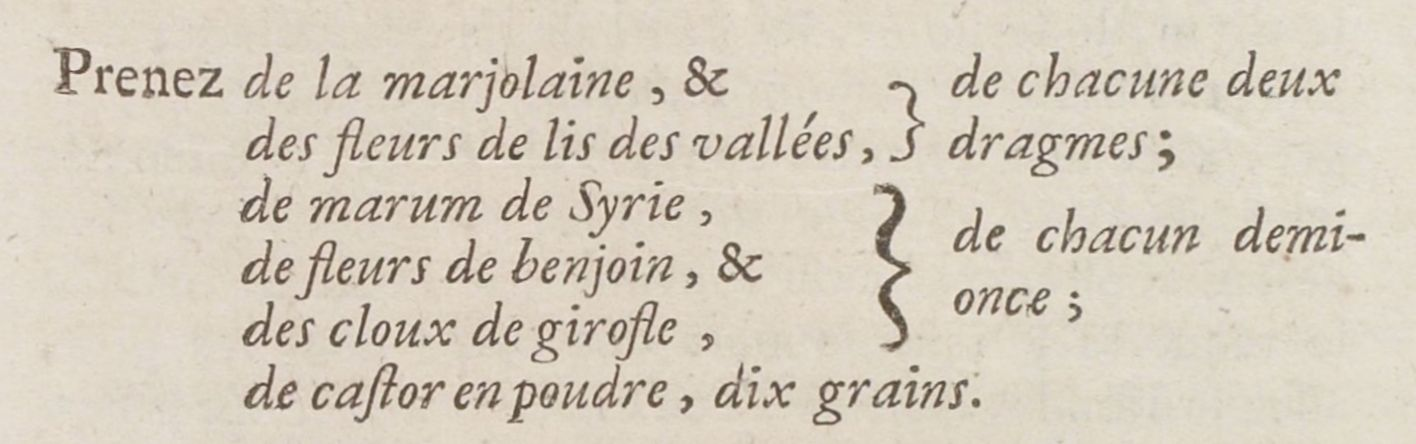 Prenez de la marjolaine, & } de chacune deux
des fleurs de lis des vallées, } dragmes;
de marum de Syrie,
de fleurs de benjoin, & } de chacun demi-
des cloux de girofle, } once;
de castor en poudre, dix grains.